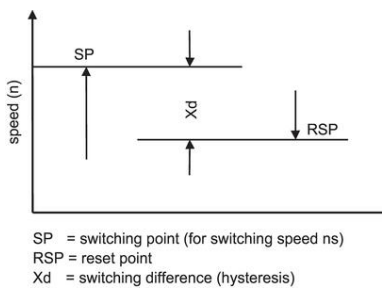 SP
speed (n)
Xd
RSP
SP = switching point (for switching speed ns)
RSP = reset point
Xd = switching difference (hysteresis)